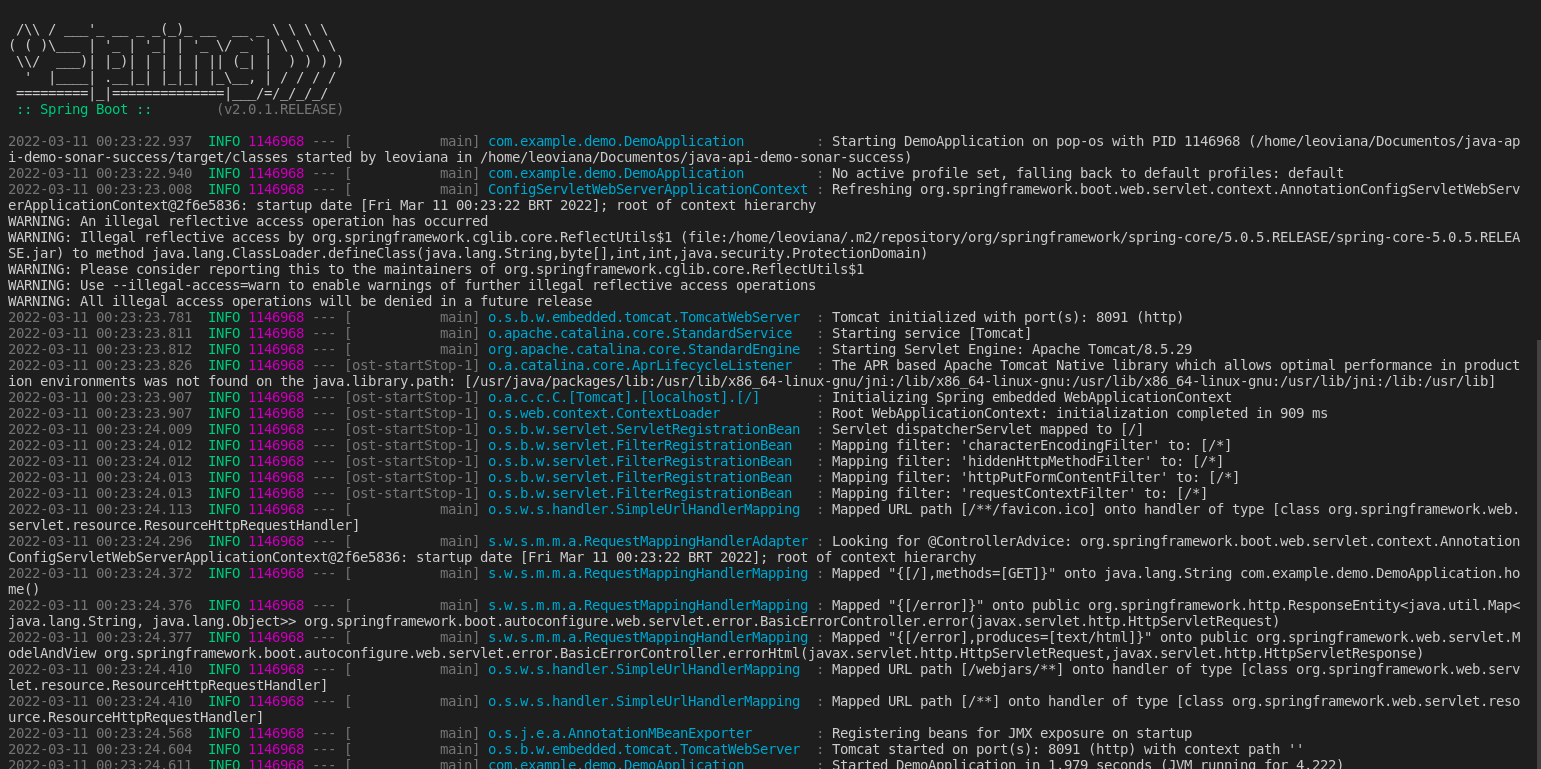 /\\ / ___'_ __ _ _(_)_ __  __ _ \ \ \ \
( ( )\___ | '_ | '_| | '_ \/ _` | \ \ \ \
 \\/  ___)| |_)| | | | | || (_| |  ) ) ) )
  '  |____| .__|_| |_|_| |_\__, | / / / /
 =========|_|==============|___/=/_/_/_/
 :: Spring Boot ::        (v2.0.1.RELEASE)
2022-03-11 00:23:22.937  INFO 1146968 --- [           main] com.example.demo.DemoApplication         : Starting DemoApplication on pop-os with PID 1146968 (/home/leoviana/Documentos/java-ap
i-demo-sonar-success/target/classes started by leoviana in /home/leoviana/Documentos/java-api-demo-sonar-success)
2022-03-11 00:23:22.940  INFO 1146968 --- [           main] com.example.demo.DemoApplication         : No active profile set, falling back to default profiles: default
2022-03-11 00:23:23.008  INFO 1146968 --- [           main] ConfigServletWebServerApplicationContext : Refreshing org.springframework.boot.web.servlet.context.AnnotationConfigServletWebServ
erApplicationContext@2f6e5836: startup date [Fri Mar 11 00:23:22 BRT 2022]; root of context hierarchy
WARNING: An illegal reflective access operation has occurred
WARNING: Illegal reflective access by org.springframework.cglib.core.ReflectUtils$1 (file:/home/leoviana/.m2/repository/org/springframework/spring-core/5.0.5.RELEASE/spring-core-5.0.5.RELEA
SE.jar) to method java.lang.ClassLoader.defineClass(java.lang.String,byte[],int,int,java.security.ProtectionDomain)
WARNING: Please consider reporting this to the maintainers of org.springframework.cglib.core.ReflectUtils$1
WARNING: Use --illegal-access=warn to enable warnings of further illegal reflective access operations
WARNING: All illegal access operations will be denied in a future release
2022-03-11 00:23:23.781  INFO 1146968 --- [           main] o.s.b.w.embedded.tomcat.TomcatWebServer  : Tomcat initialized with port(s): 8091 (http)
2022-03-11 00:23:23.811  INFO 1146968 --- [           main] o.apache.catalina.core.StandardService   : Starting service [Tomcat]
2022-03-11 00:23:23.812  INFO 1146968 --- [           main] org.apache.catalina.core.StandardEngine  : Starting Servlet Engine: Apache Tomcat/8.5.29
2022-03-11 00:23:23.826  INFO 1146968 --- [ost-startStop-1] o.a.catalina.core.AprLifecycleListener   : The APR based Apache Tomcat Native library which allows optimal performance in product
ion environments was not found on the java.library.path: [/usr/java/packages/lib:/usr/lib/x86_64-linux-gnu/jni:/lib/x86_64-linux-gnu:/usr/lib/x86_64-linux-gnu:/usr/lib/jni:/lib:/usr/lib]
2022-03-11 00:23:23.907  INFO 1146968 --- [ost-startStop-1] o.a.c.c.C.[Tomcat].[localhost].[/]       : Initializing Spring embedded WebApplicationContext
2022-03-11 00:23:23.907  INFO 1146968 --- [ost-startStop-1] o.s.web.context.ContextLoader            : Root WebApplicationContext: initialization completed in 909 ms
2022-03-11 00:23:24.009  INFO 1146968 --- [ost-startStop-1] o.s.b.w.servlet.ServletRegistrationBean  : Servlet dispatcherServlet mapped to [/]
2022-03-11 00:23:24.012  INFO 1146968 --- [ost-startStop-1] o.s.b.w.servlet.FilterRegistrationBean   : Mapping filter: 'characterEncodingFilter' to: [/*]
2022-03-11 00:23:24.012  INFO 1146968 --- [ost-startStop-1] o.s.b.w.servlet.FilterRegistrationBean   : Mapping filter: 'hiddenHttpMethodFilter' to: [/*]
2022-03-11 00:23:24.013  INFO 1146968 --- [ost-startStop-1] o.s.b.w.servlet.FilterRegistrationBean   : Mapping filter: 'httpPutFormContentFilter' to: [/*]
2022-03-11 00:23:24.013  INFO 1146968 --- [ost-startStop-1] o.s.b.w.servlet.FilterRegistrationBean   : Mapping filter: 'requestContextFilter' to: [/*]
2022-03-11 00:23:24.113  INFO 1146968 --- [           main] o.s.w.s.handler.SimpleUrlHandlerMapping  : Mapped URL path [/**/favicon.ico] onto handler of type [class org.springframework.web.
servlet.resource.ResourceHttpRequestHandler]
2022-03-11 00:23:24.296  INFO 1146968 --- [           main] s.w.s.m.m.a.RequestMappingHandlerAdapter : Looking for @ControllerAdvice: org.springframework.boot.web.servlet.context.Annotation
ConfigServletWebServerApplicationContext@2f6e5836: startup date [Fri Mar 11 00:23:22 BRT 2022]; root of context hierarchy
2022-03-11 00:23:24.372  INFO 1146968 --- [           main] s.w.s.m.m.a.RequestMappingHandlerMapping : Mapped "{[/],methods=[GET]}" onto java.lang.String com.example.demo.DemoApplication.ho
me()
2022-03-11 00:23:24.376  INFO 1146968 --- [           main] s.w.s.m.m.a.RequestMappingHandlerMapping : Mapped "{[/error]}" onto public org.springframework.http.ResponseEntity<java.util.Map<
java.lang.String, java.lang.Object>> org.springframework.boot.autoconfigure.web.servlet.error.BasicErrorController.error(javax.servlet.http.HttpServletRequest)
2022-03-11 00:23:24.377  INFO 1146968 --- [           main] s.w.s.m.m.a.RequestMappingHandlerMapping : Mapped "{[/error],produces=[text/html]}" onto public org.springframework.web.servlet.M
odelAndView org.springframework.boot.autoconfigure.web.servlet.error.BasicErrorController.errorHtml(javax.servlet.http.HttpServletRequest,javax.servlet.http.HttpServletResponse)
2022-03-11 00:23:24.410  INFO 1146968 --- [           main] o.s.w.s.handler.SimpleUrlHandlerMapping  : Mapped URL path [/webjars/**] onto handler of type [class org.springframework.web.serv
let.resource.ResourceHttpRequestHandler]
2022-03-11 00:23:24.410  INFO 1146968 --- [           main] o.s.w.s.handler.SimpleUrlHandlerMapping  : Mapped URL path [/**] onto handler of type [class org.springframework.web.servlet.reso
urce.ResourceHttpRequestHandler]
2022-03-11 00:23:24.568  INFO 1146968 --- [           main] o.s.j.e.a.AnnotationMBeanExporter        : Registering beans for JMX exposure on startup
2022-03-11 00:23:24.604  INFO 1146968 --- [           main] o.s.b.w.embedded.tomcat.TomcatWebServer  : Tomcat started on port(s): 8091 (http) with context path ''
2022-03-11 00:23:24.611  INFO 1146968 --- [           main] com.example.demo.DemoApplication         : Started DemoApplication in 1.979 seconds (JVM running for 4.222)